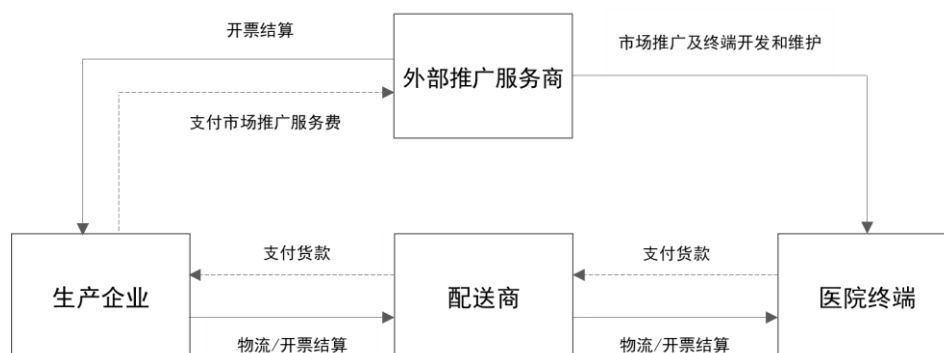 开票结算
市场推广及终端开发和维护
外部推广服务商
支付市场推广服务费
支付货款
支付货款
生产企业
配送商
医院终端
物流/开票结算
物流/开票结算